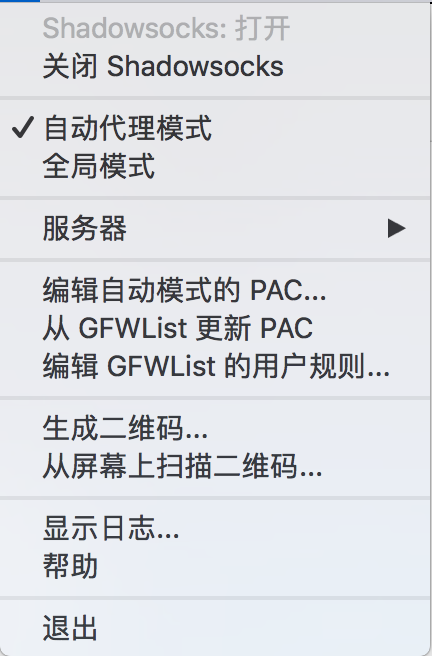 Shadowsocks: 打开
关闭 Shadowsocks
自动代理模式
全局模式
服务器
编辑自动模式的 PAC...
从 GFWList 更新 PAC
编辑 GFWList 的用户规则...
生成二维码...
从屏幕上扫描二维码...
显示日志...
帮助
退出